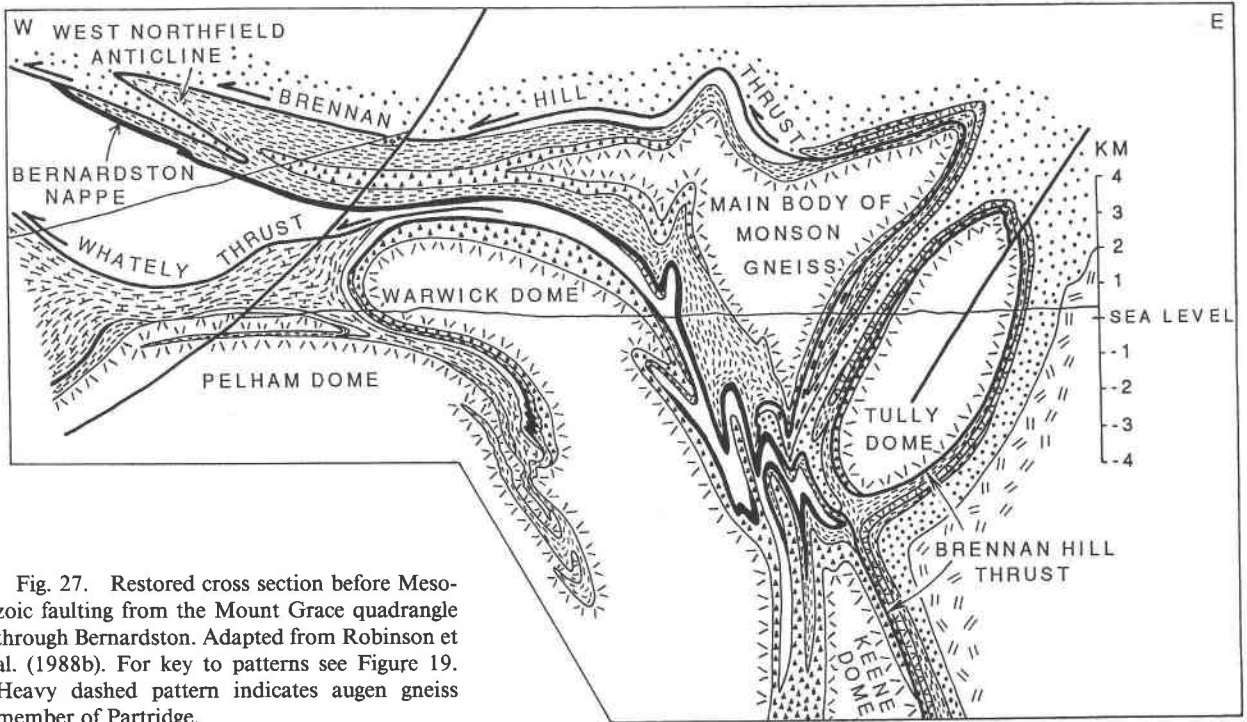 W
E
WEST NORTHFIELD
ANTICLINE
BRENNAN HILL THRUST
BERNARDSTON
NAPPE
WHATELY THRUST
WARWICK DOME
PELHAM DOME
MAIN BODY OF
MONSON
GNEISS
KM
4
3
2
1
SEA LEVEL
-1
-2
-3
-4
TULLY
DOME
BRENNAN HILL
THRUST
KEENE
DOME
Fig. 27. Restored cross section before Meso-
zoic faulting from the Mount Grace quadrangle
through Bernardston. Adapted from Robinson et
al. (1988b). For key to patterns see Figure 19.
Heavy dashed pattern indicates augen gneiss
member of Partridge.